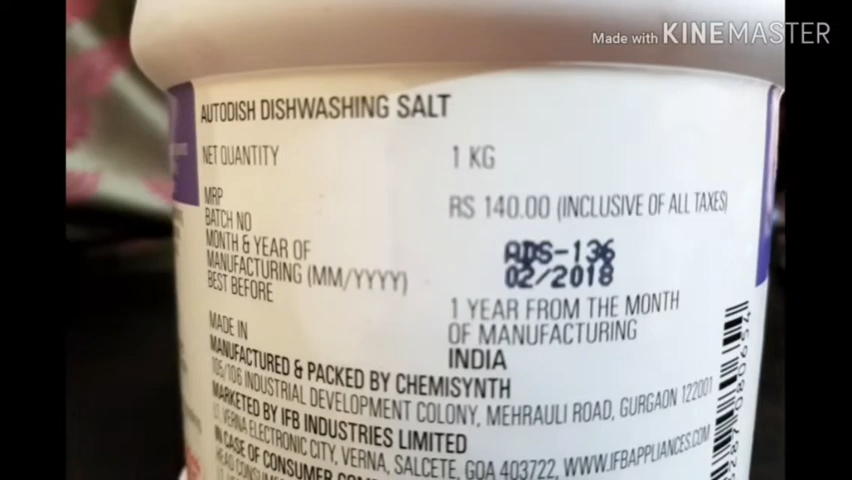 Made with KINEMASTER
AUTODISH DISHWASHING SALT
NET QUANTITY 1 KG
MRP RS 140.00 (INCLUSIVE OF ALL TAXES)
BATCH NO ADS-136
MONTH & YEAR OF
MANUFACTURING (MM/YYYY) 02/2018
BEST BEFORE 1 YEAR FROM THE MONTH
OF MANUFACTURING
MADE IN INDIA
MANUFACTURED & PACKED BY CHEMISYNTH
105/106 INDUSTRIAL DEVELOPMENT COLONY, MEHRAULI ROAD, GURGAON 122001
MARKETED BY IFB INDUSTRIES LIMITED
VERNA ELECTRONIC CITY, VERNA, SALCETE, GOA 403722, WWW.IFBAPPLIANCES.COM
IN CASE OF CONSUMER